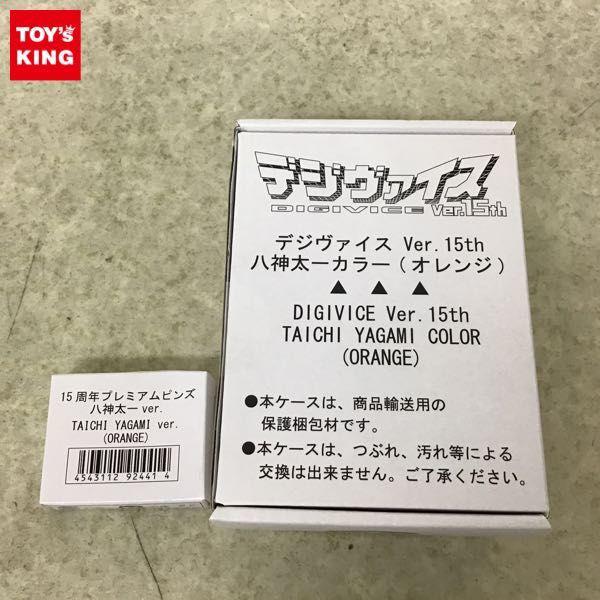 TOY's
KING
デジヴァイス
DIGIVICE Ver.15th
デジヴァイス Ver.15th
八神太一カラー(オレンジ)
▲ ▲ ▲
DIGIVICE Ver.15th
TAICHI YAGAMI COLOR
(ORANGE)
●本ケースは、商品輸送用の
保護梱包材です。
●本ケースは、つぶれ、汚れ等による
交換は出来ません。ご了承ください。
15周年プレミアムピンズ
八神太一 ver.
TAICHI YAGAMI ver.
(ORANGE)
4543112 92441 4